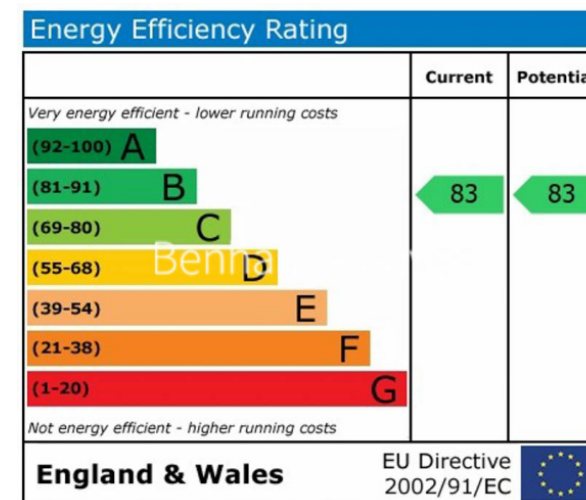 Energy Efficiency Rating
Current Potentia
Very energy efficient - lower running costs
(92-100) A
(81-91) B 83 83
(69-80) C
(55-68) D
(39-54) E
(21-38) F
(1-20) G
Not energy efficient - higher running costs
England & Wales
EU Directive
2002/91/EC